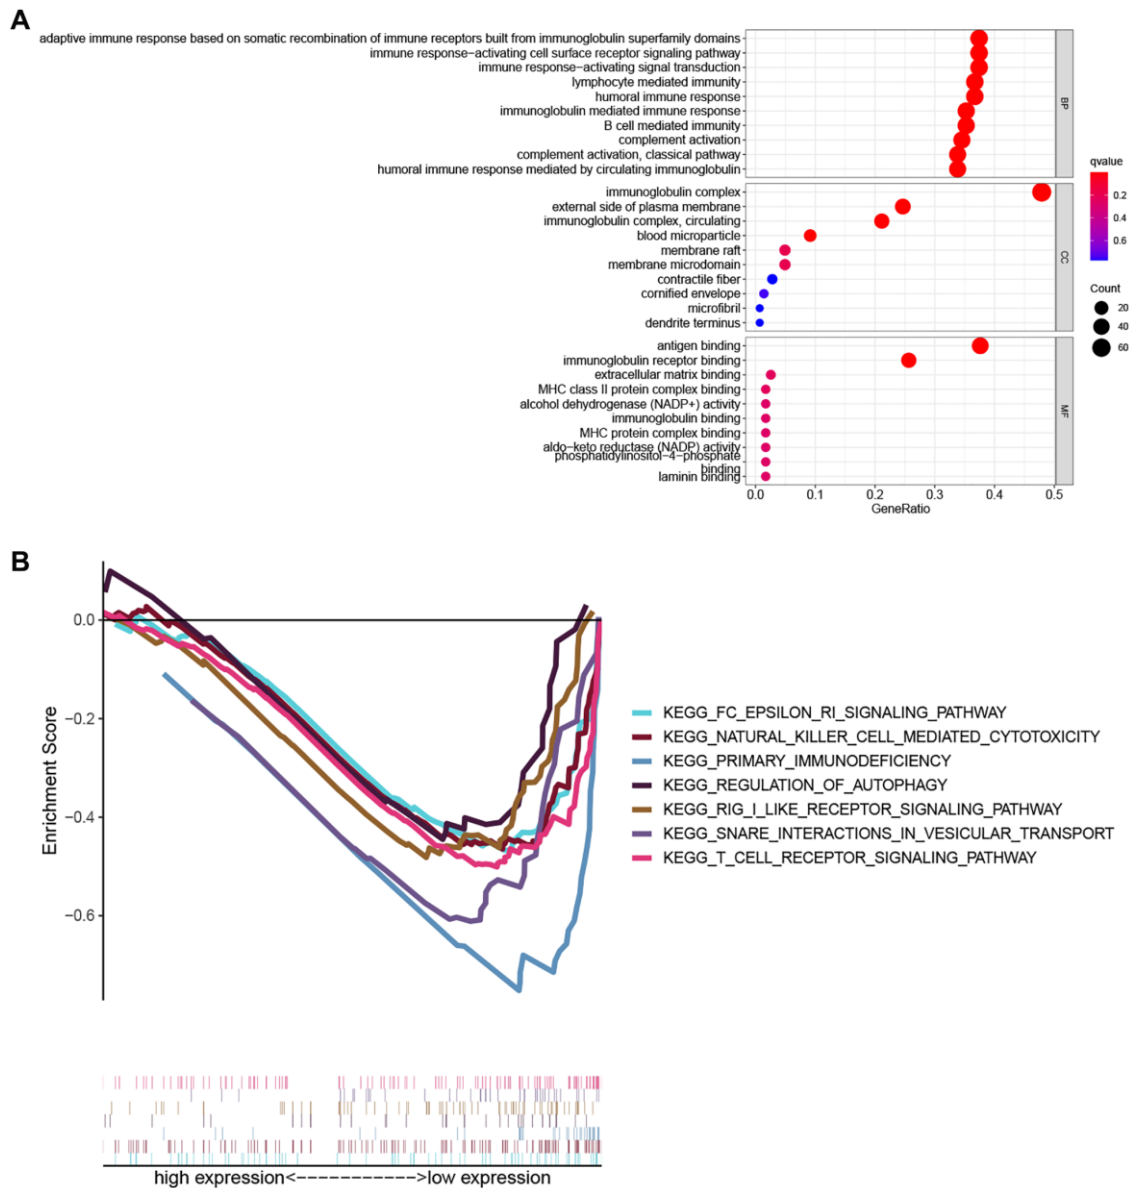 A
adaptive immune response based on somatic recombination of immune receptors built from immunoglobulin superfamily domains
immune response−activating cell surface receptor signaling pathway
immune response−activating signal transduction
lymphocyte mediated immunity
humoral immune response
immunoglobulin mediated immune response
B cell mediated immunity
complement activation
complement activation, classical pathway
humoral immune response mediated by circulating immunoglobulin
BP
immunoglobulin complex
external side of plasma membrane
immunoglobulin complex, circulating
blood microparticle
membrane raft
membrane microdomain
contractile fiber
cornified envelope
microfibril
dendrite terminus
CC
antigen binding
immunoglobulin receptor binding
extracellular matrix binding
MHC class II protein complex binding
alcohol dehydrogenase (NADP+) activity
immunoglobulin binding
MHC protein complex binding
aldo−keto reductase (NADP) activity
phosphatidylinositol−4−phosphate
binding
laminin binding
MF
0.0 0.1 0.2 0.3 0.4 0.5
GeneRatio
qvalue
0.2
0.4
0.6
Count
20
40
60
B
0.0
−0.2
−0.4
−0.6
Enrichment Score
KEGG_FC_EPSILON_RI_SIGNALING_PATHWAY
KEGG_NATURAL_KILLER_CELL_MEDIATED_CYTOTOXICITY
KEGG_PRIMARY_IMMUNODEFICIENCY
KEGG_REGULATION_OF_AUTOPHAGY
KEGG_RIG_I_LIKE_RECEPTOR_SIGNALING_PATHWAY
KEGG_SNARE_INTERACTIONS_IN_VESICULAR_TRANSPORT
KEGG_T_CELL_RECEPTOR_SIGNALING_PATHWAY
high expression<−−−−−−−−−−−>low expression